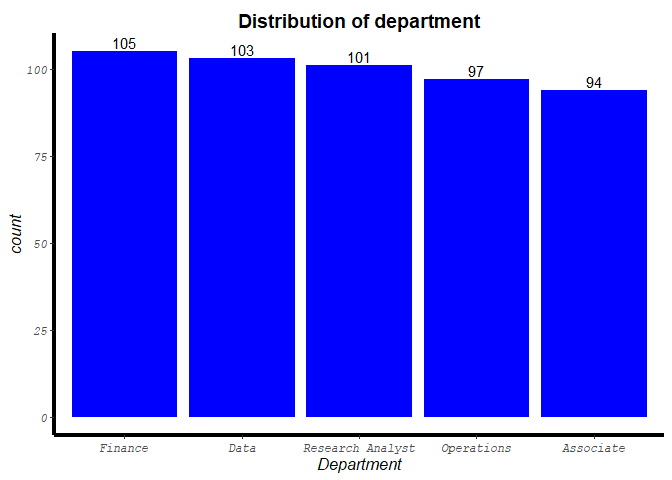 Distribution of department
105
103
101
97
94
100
75
50
25
0
count
Finance
Data
Research Analyst
Operations
Associate
Department